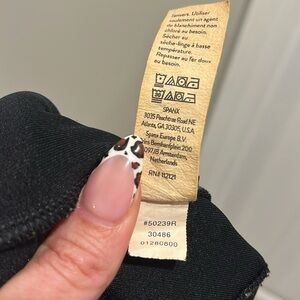 l'envers. Utiliser
seulement un agent
de blanchiment non
chloré au besoin.
Sécher au
sèche-linge à basse
température.
Repasser au fer doux
au besoin.
SPANX
3035 Peachtree Road NE
Atlanta, GA 30305, U.S.A.
Spanx Europe B.V.
Prins Bernhardplein 200
1097JB Amsterdam,
Netherlands
RN# 112121
#50239R
30486
01280600